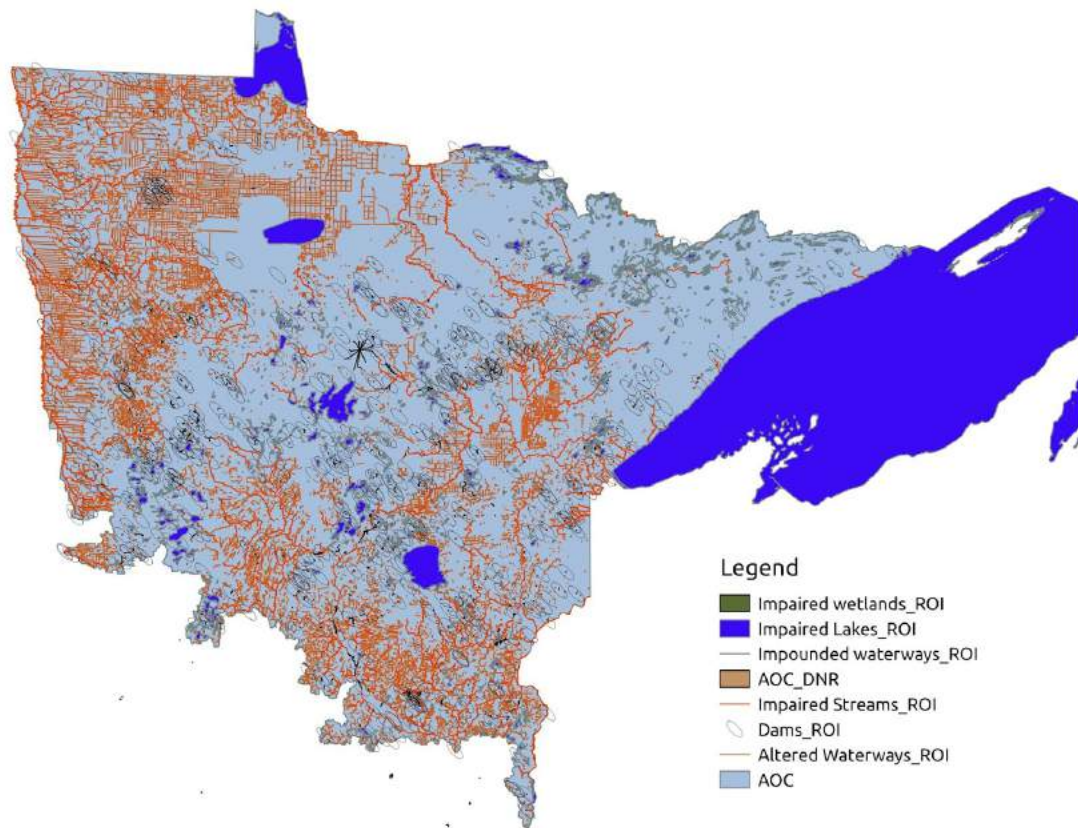 Legend
Impaired wetlands_ROI
Impaired Lakes_ROI
Impounded waterways_ROI
AOC_DNR
Impaired Streams_ROI
Dams_ROI
Altered Waterways_ROI
AOC